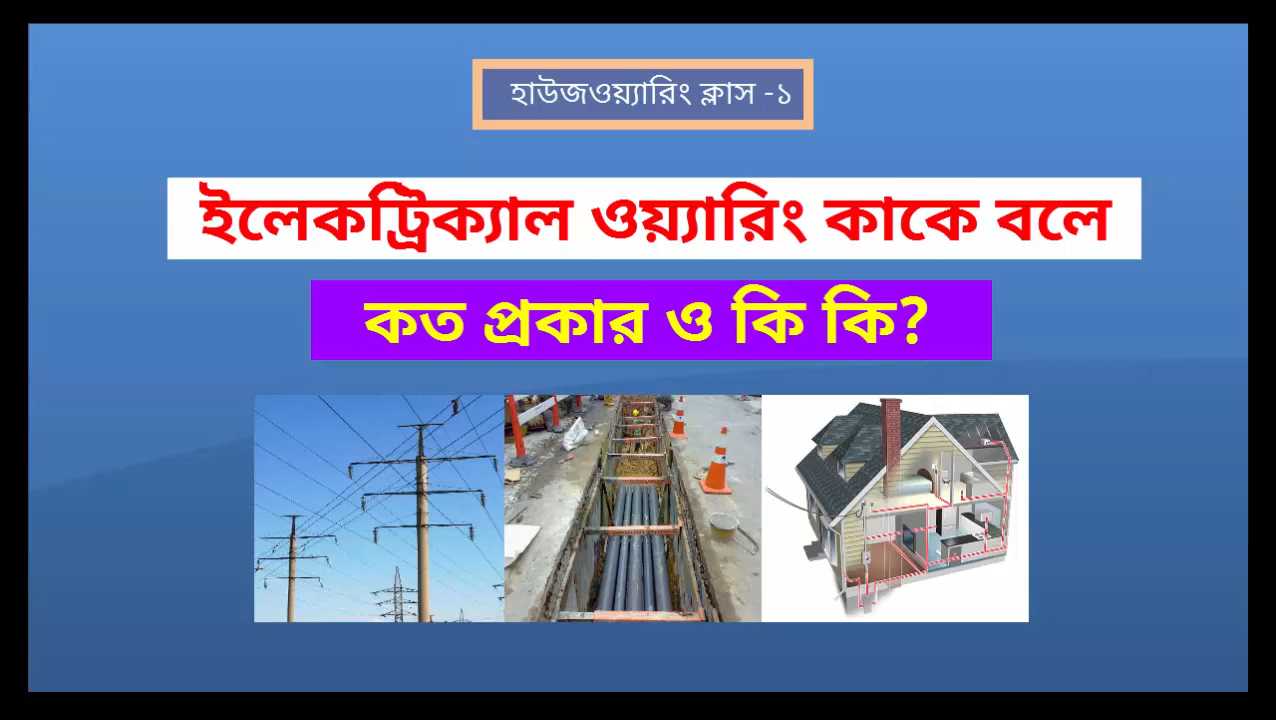 হাউজওয়্যারিং ক্লাস -১
ইলেকট্রিক্যাল ওয়্যারিং কাকে বলে
কত প্রকার ও কি কি?